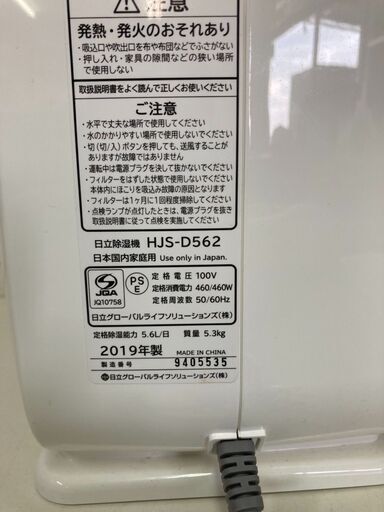 注意
発熱・発火のおそれあり
・吸込口や吹出口を布や布団などでふさがない
・押し入れ・家具の隙間などの狭い場所
で使用しない
取扱説明書をよく読んで正しくお使いください
ご注意
・水平で丈夫な場所で使用してください
・水のかかりやすい場所で使用しないでください
・切(切/入)ボタンを押しても、送風することが
ありますが故障ではありません
・運転中は電源プラグを決して抜かないでください
・フィルターをはずした状態で使用しないでください
本体内にほこりを吸込み故障の原因になります
・フィルターは1ヶ月に1回程度掃除してください
・点検ランプが点灯したときは、電源プラグを抜き
取扱説明書に従って点検を実施してください
日立除湿機 HJS-D562
日本国内家庭用 Use only in Japan.
JQA
JQ10758
PS
E
定格電圧 100V
定格消費電力 460/460W
定格周波数 50/60Hz
日立グローバルライフソリューションズ(株)
定格除湿能力 5.6L/日 質量 5.3kg
2019年製 MADE IN CHINA
製造番号 9405535
日立グローバルライフソリューションズ(株)